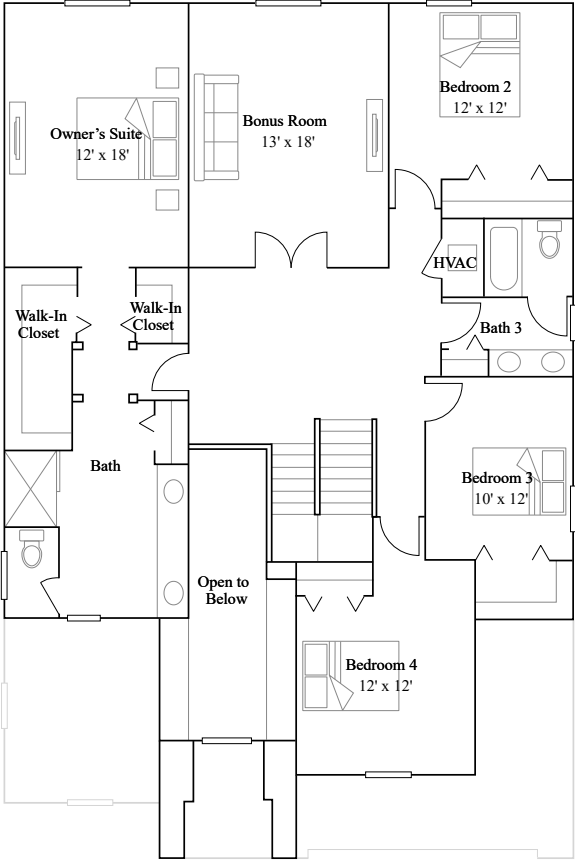 Bedroom 2
12' x 12'
Owner's Suite
12' x 18'
Bonus Room
13' x 18'
HVAC
Walk-In
Closet
Walk-In
Closet
Bath 3
Bath
Bedroom 3
10' x 12'
Open to
Below
Bedroom 4
12' x 12'